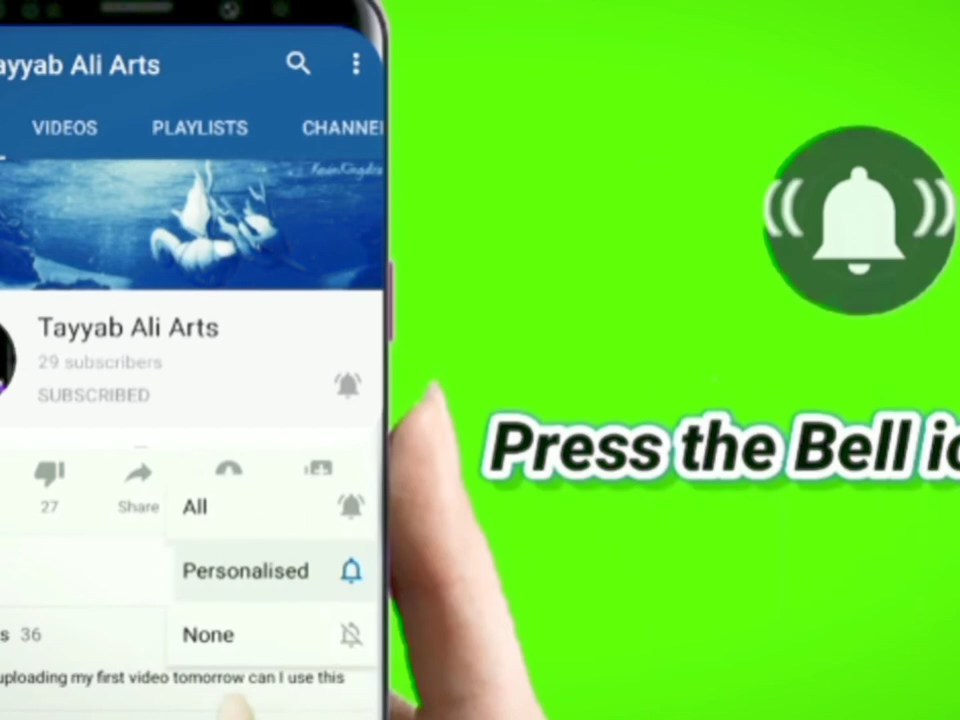 ayyab Ali Arts
VIDEOS PLAYLISTS CHANNEL
Tayyab Ali Arts
29 subscribers
SUBSCRIBED
27 Share
All
Personalised
s 36
None
uploading my first video tomorrow can I use this
Press the Bell ic